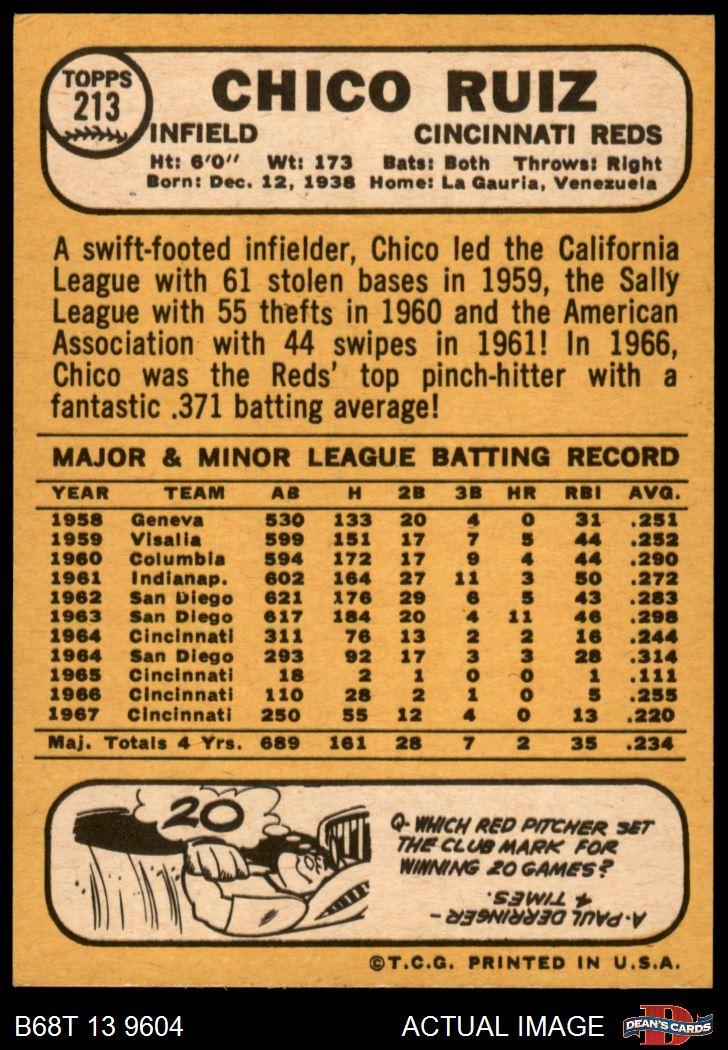 TOPPS
213
CHICO RUIZ
INFIELD CINCINNATI REDS
Ht: 6'0" Wt: 173 Bats: Both Throws: Right
Born: Dec. 12, 1938 Home: La Gauria, Venezuela
A swift-footed infielder, Chico led the California
League with 61 stolen bases in 1959, the Sally
League with 55 thefts in 1960 and the American
Association with 44 swipes in 1961! In 1966,
Chico was the Reds' top pinch-hitter with a
fantastic .371 batting average!
MAJOR & MINOR LEAGUE BATTING RECORD
YEAR TEAM AB H 2B 3B HR RBI AVG.
1958 Geneva 530 133 20 4 0 31 .251
1959 Visalia 599 151 17 7 5 44 .252
1960 Columbia 594 172 17 9 4 44 .290
1961 Indianap. 602 164 27 11 3 50 .272
1962 San Diego 621 176 29 6 5 43 .283
1963 San Diego 617 184 20 4 11 46 .298
1964 Cincinnati 311 76 13 2 2 16 .244
1964 San Diego 293 92 17 3 3 28 .314
1965 Cincinnati 18 2 1 0 0 1 .111
1966 Cincinnati 110 28 2 1 0 5 .255
1967 Cincinnati 250 55 12 4 0 13 .220
Maj. Totals 4 Yrs. 689 161 28 7 2 35 .234
20
Q- WHICH RED PITCHER SET
THE CLUB MARK FOR
WINNING 20 GAMES?
A- PAUL DERRINGER -
4 TIMES.
©T.C.G. PRINTED IN U.S.A.
B68T 13 9604 ACTUAL IMAGE
D
DEAN'S CARDS